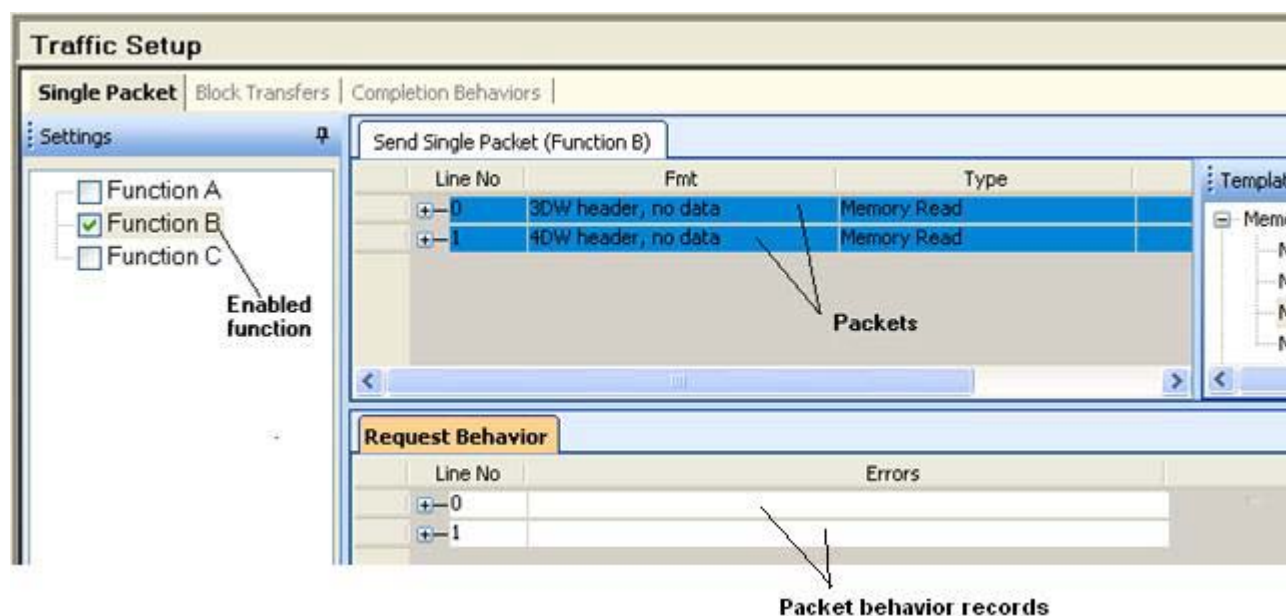 Traffic Setup
Single Packet Block Transfers Completion Behaviors
Settings
Function A
Function B
Function C
Enabled
function
Send Single Packet (Function B)
Line No Fmt Type
0 3DW header, no data Memory Read
1 4DW header, no data Memory Read
Packets
Request Behavior
Line No Errors
0
1
Packet behavior records